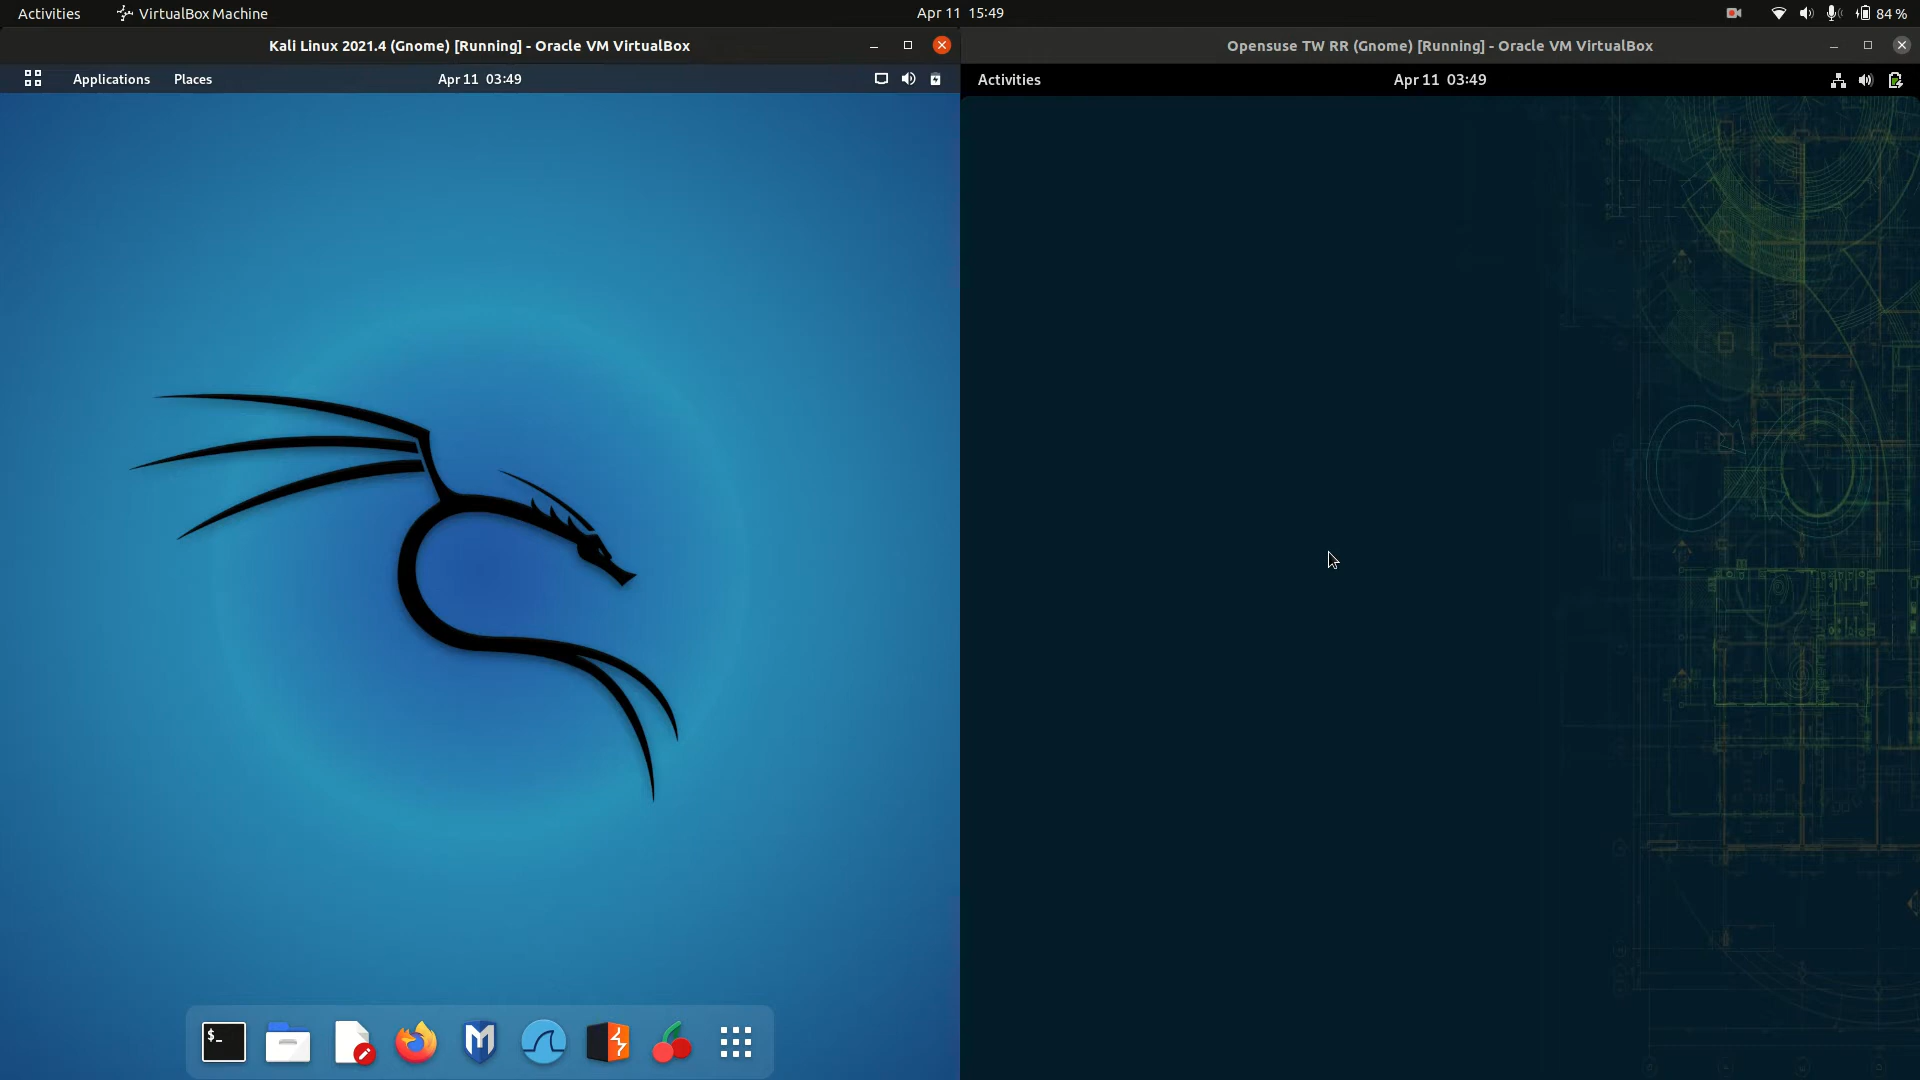 Activities VirtualBox Machine Apr 11 15:49 84 %
Kali Linux 2021.4 (Gnome) [Running] - Oracle VM VirtualBox
Applications Places Apr 11 03:49
$_
Opensuse TW RR (Gnome) [Running] - Oracle VM VirtualBox
Activities Apr 11 03:49